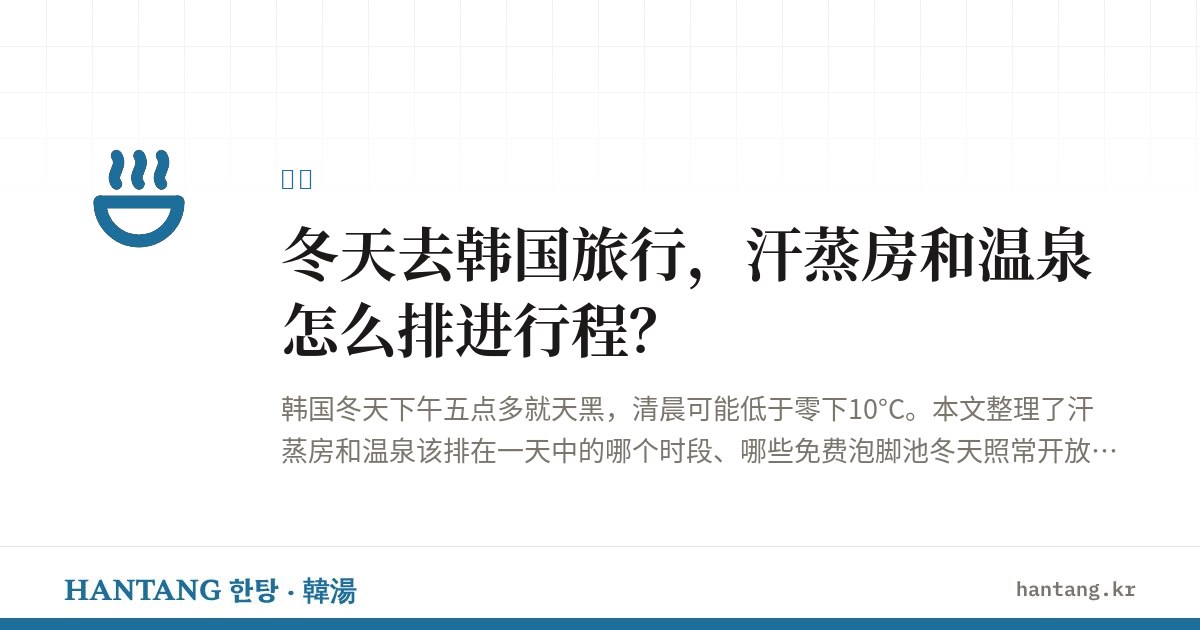 冬天去韩国旅行，汗蒸房和温泉
怎么排进行程？
韩国冬天下午五点多就天黑，清晨可能低于零下10°C。本文整理了汗
蒸房和温泉该排在一天中的哪个时段、哪些免费泡脚池冬天照常开放…
HANTANG 한탕 · 韓湯
hantang.kr